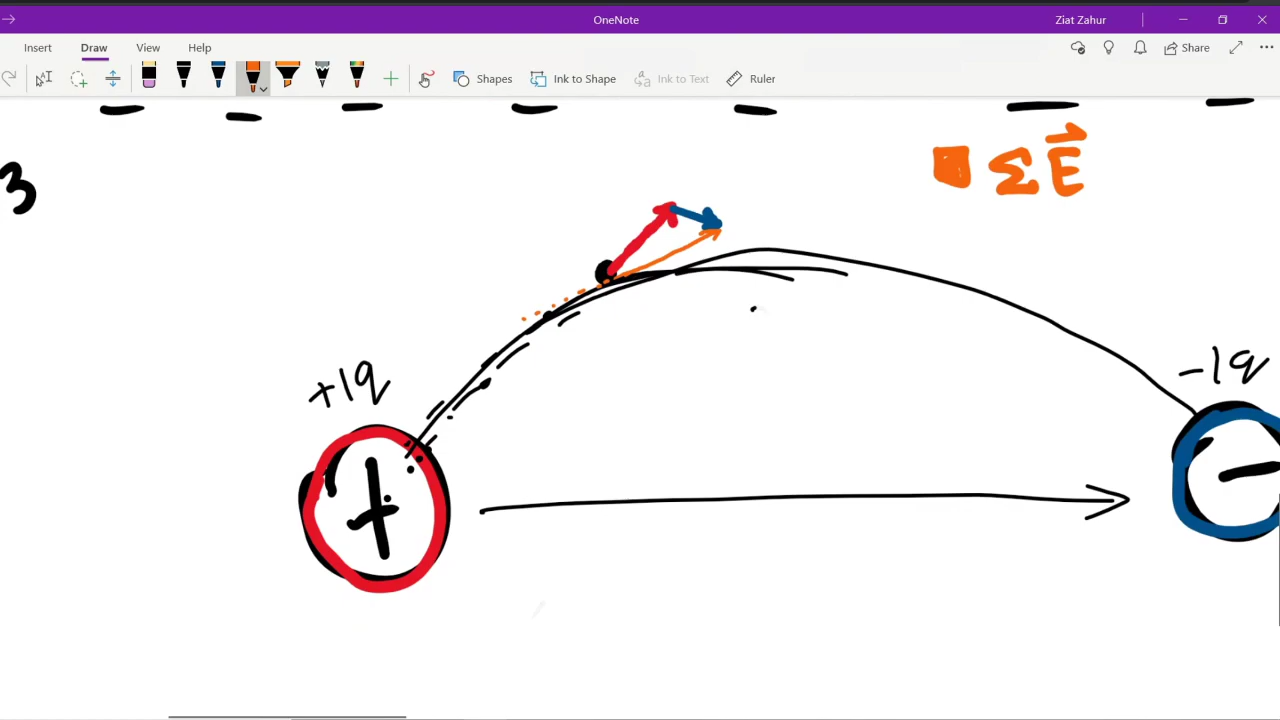 OneNote
Ziat Zahur
Insert Draw View Help
Share
Shapes Ink to Shape Ink to Text Ruler
3
Σ E
+1q
-1q
+
-